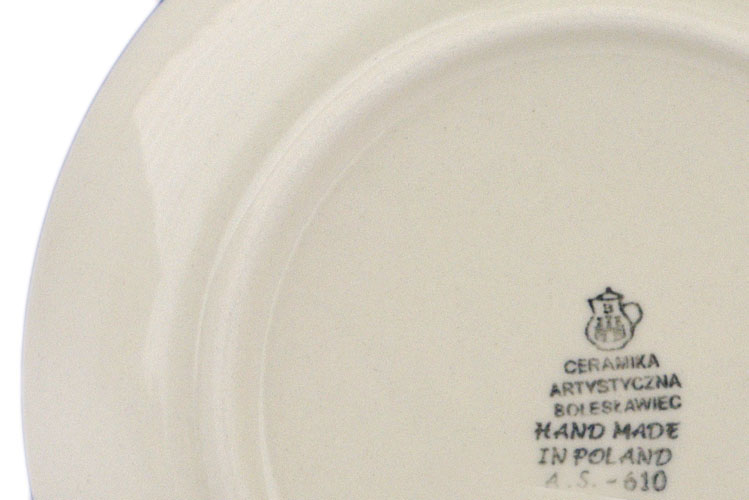 B
CERAMIKA
ARTYSTYCZNA
BOLESŁAWIEC
HAND MADE
IN POLAND
A.S.-610